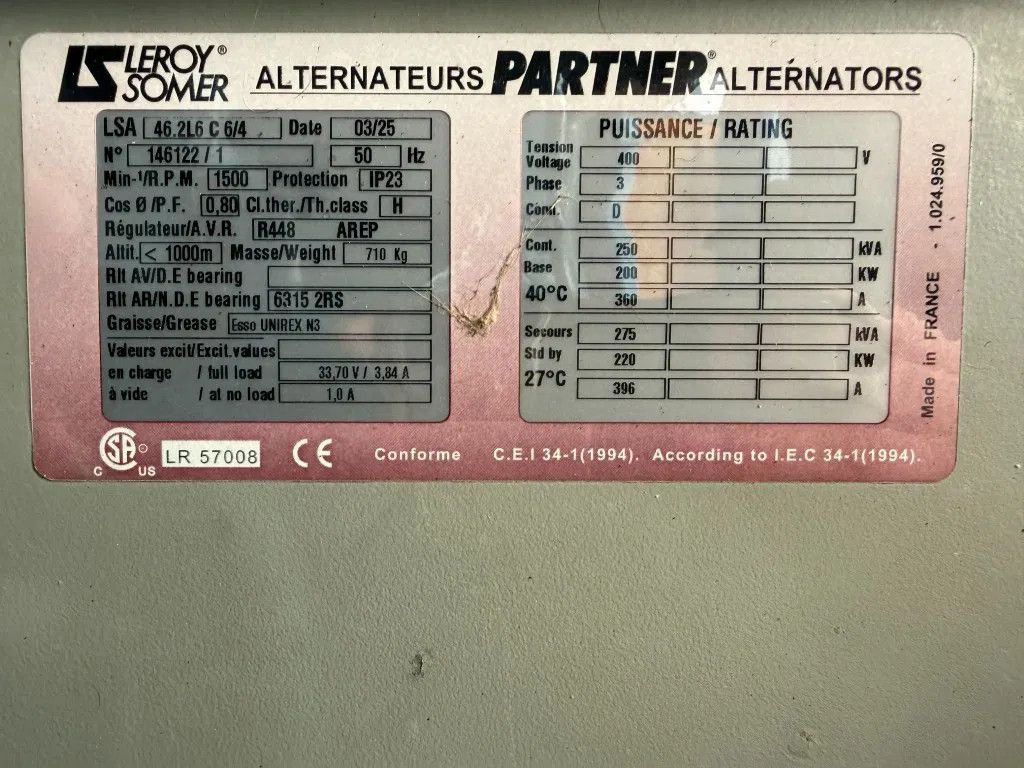 LS LEROY® SOMER ALTERNATEURS PARTNER® ALTERNATORS
LSA 46.2L6 C 6/4 Date 03/25
N° 146122 / 1 50 Hz
Min-¹/R.P.M. 1500 Protection IP23
Cos Ø /P.F. 0,80 Cl.ther./Th.class H
Régulateur/A.V.R. R448 AREP
Altit. < 1000m Masse/Weight 710 Kg
Rlt AV/D.E bearing
Rlt AR/N.D.E bearing 6315 2RS
Graisse/Grease Esso UNIREX N3
Valeurs excit/Excit.values
en charge / full load 33,70 V / 3,84 A
à vide / at no load 1,0 A
PUISSANCE / RATING
Tension
Voltage 400 V
Phase 3
Conn. D
Cont. 250 kVA
Base 200 KW
40°C 360 A
Secours 275 kVA
Std by 220 KW
27°C 396 A
Made in FRANCE - 1.024.959/0
C SA US LR 57008 CE Conforme C.E.I 34-1(1994). According to I.E.C 34-1(1994).